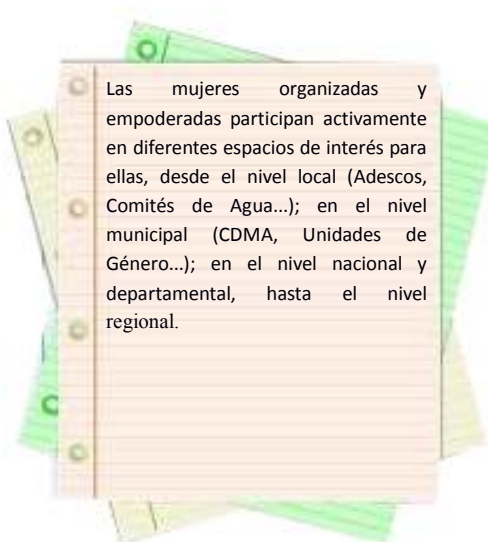 Las mujeres organizadas y
empoderadas participan activamente
en diferentes espacios de interés para
ellas, desde el nivel local (Adescos,
Comités de Agua...); en el nivel
municipal (CDMA, Unidades de
Género...); en el nivel nacional y
departamental, hasta el nivel
regional.